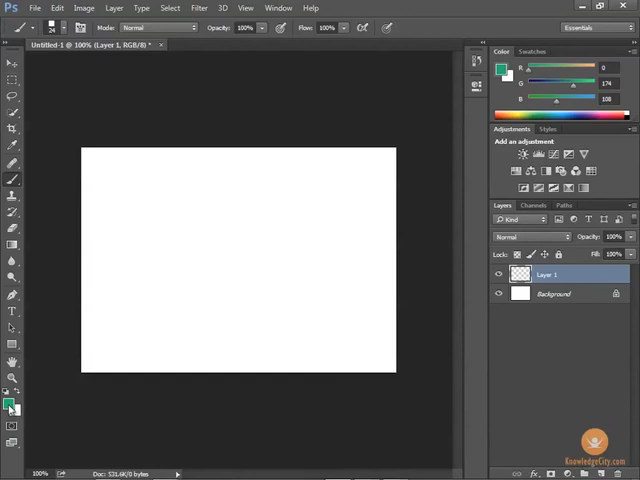 Ps File Edit Image Layer Type Select Filter 3D View Window Help
24 Mode: Normal Opacity: 100% Flow: 100% Essentials
Untitled-1 @ 100% (Layer 1, RGB/8) * ×
Color Swatches
R 0
G 174
B 108
Adjustments Styles
Add an adjustment
Layers Channels Paths
Kind
Normal Opacity: 100%
Lock: Fill: 100%
Layer 1
Background
T
KnowledgeCity.com
100% Doc: 531.6K/0 bytes
fx